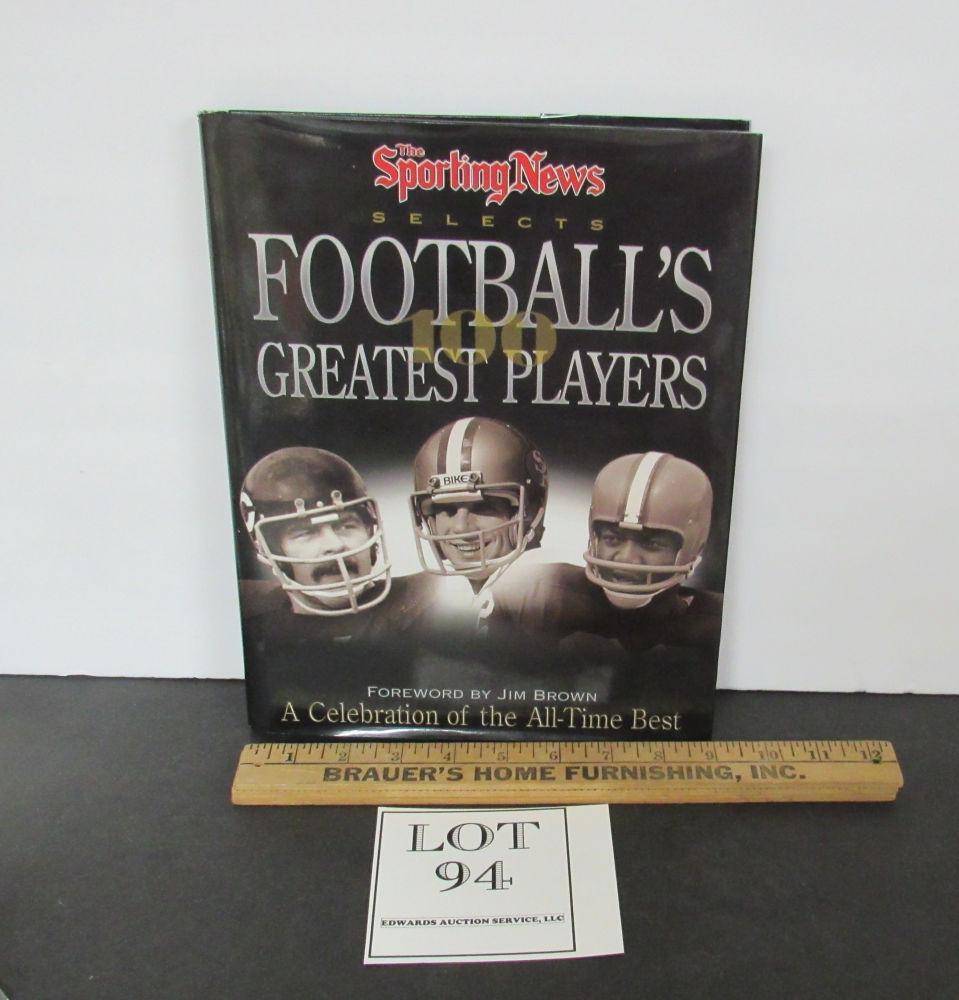 The
Sporting News
SELECTS
FOOTBALL'S
100
GREATEST PLAYERS
BIKE
FOREWORD BY JIM BROWN
A Celebration of the All-Time Best
1 2 3 4 5 6 7 8 9 10 11 12
BRAUER'S HOME FURNISHING, INC.
LOT
94
EDWARDS AUCTION SERVICE, LLC